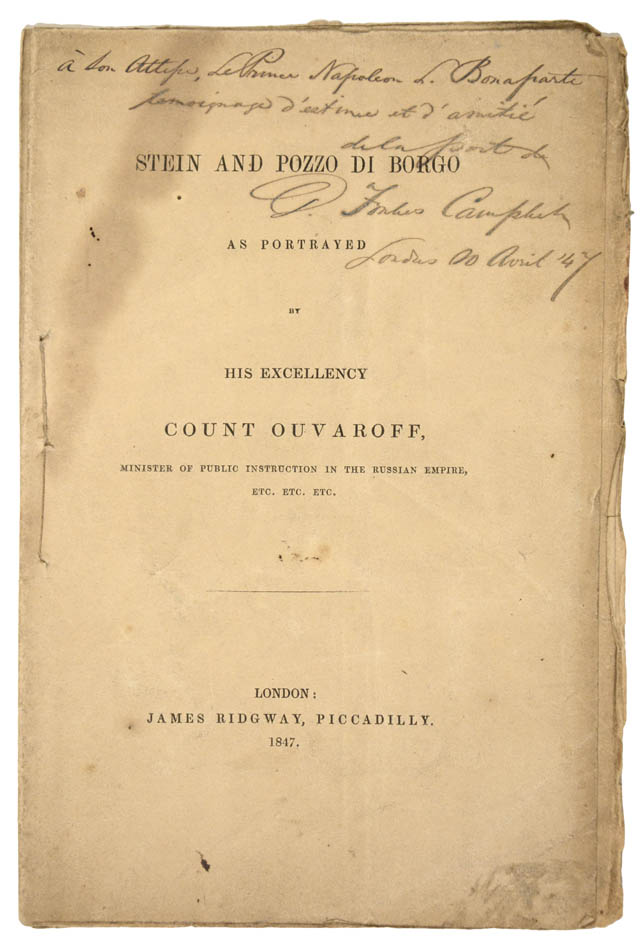 à Son Altesse, Le Prince Napoleon L. Bonaparte
temoignage d'estime et d'amitié
de la part de
STEIN AND POZZO DI BORGO
D. Forbes Campbell
AS PORTRAYED
Londres 20 Avril '47
BY
HIS EXCELLENCY
COUNT OUVAROFF,
MINISTER OF PUBLIC INSTRUCTION IN THE RUSSIAN EMPIRE,
ETC. ETC. ETC.
LONDON:
JAMES RIDGWAY, PICCADILLY.
1847.